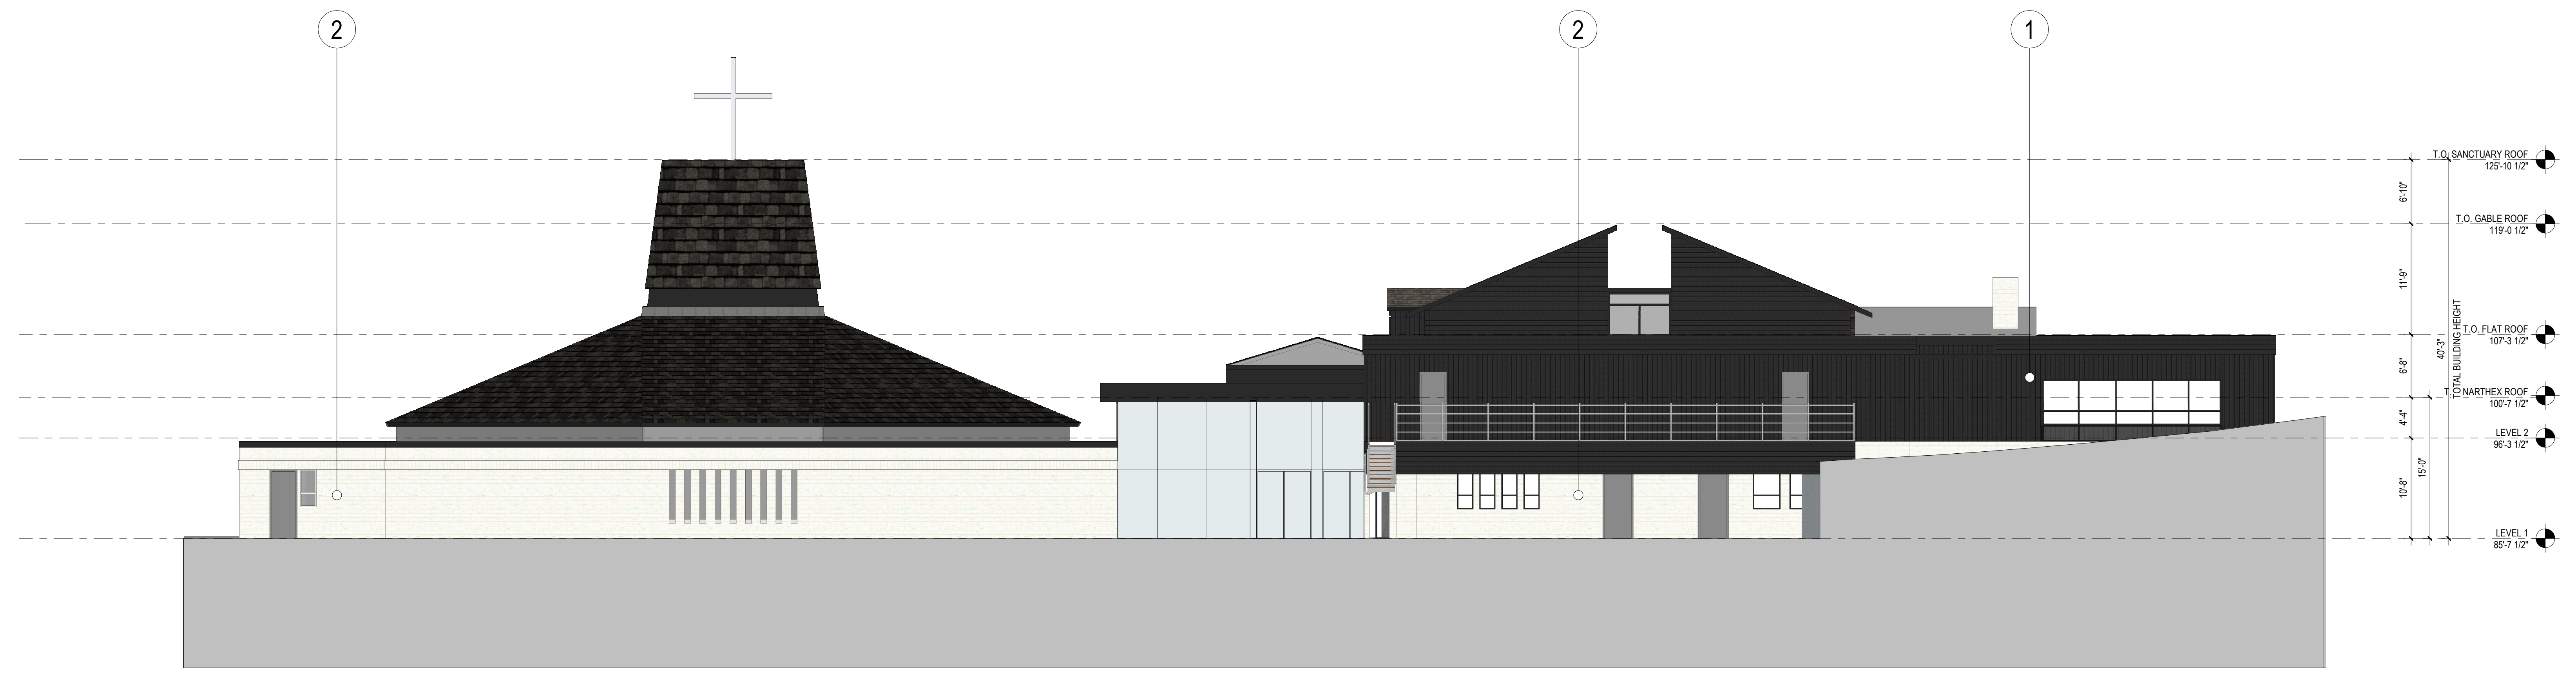 2
2
1
T.O. SANCTUARY ROOF
125'-10 1/2"
6'-10"
T.O. GABLE ROOF
119'-0 1/2"
11'-9"
T.O. FLAT ROOF
107'-3 1/2"
6'-8"
40'-3"
TOTAL BUILDING HEIGHT
NARTHEX ROOF
100'-7 1/2"
4'-4"
LEVEL 2
96'-3 1/2"
15'-0"
10'-8"
LEVEL 1
85'-7 1/2"